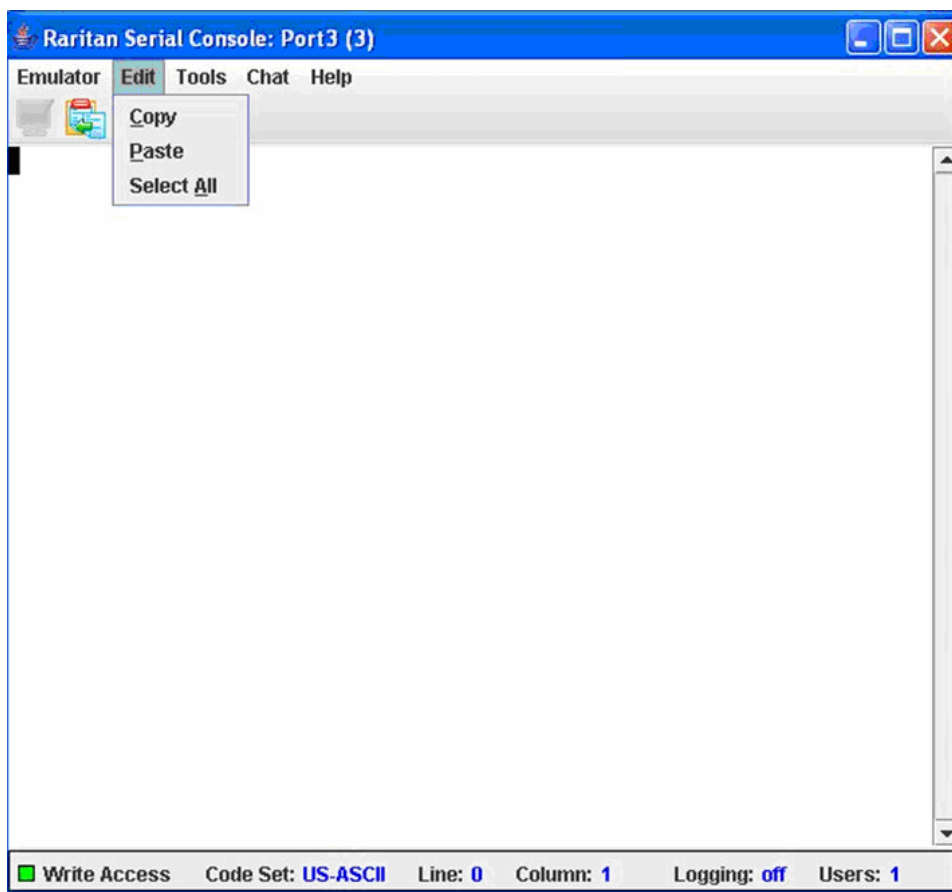 Raritan Serial Console: Port3 (3)
Emulator Edit Tools Chat Help
Copy
Paste
Select All
Write Access Code Set: US-ASCII Line: 0 Column: 1 Logging: off Users: 1